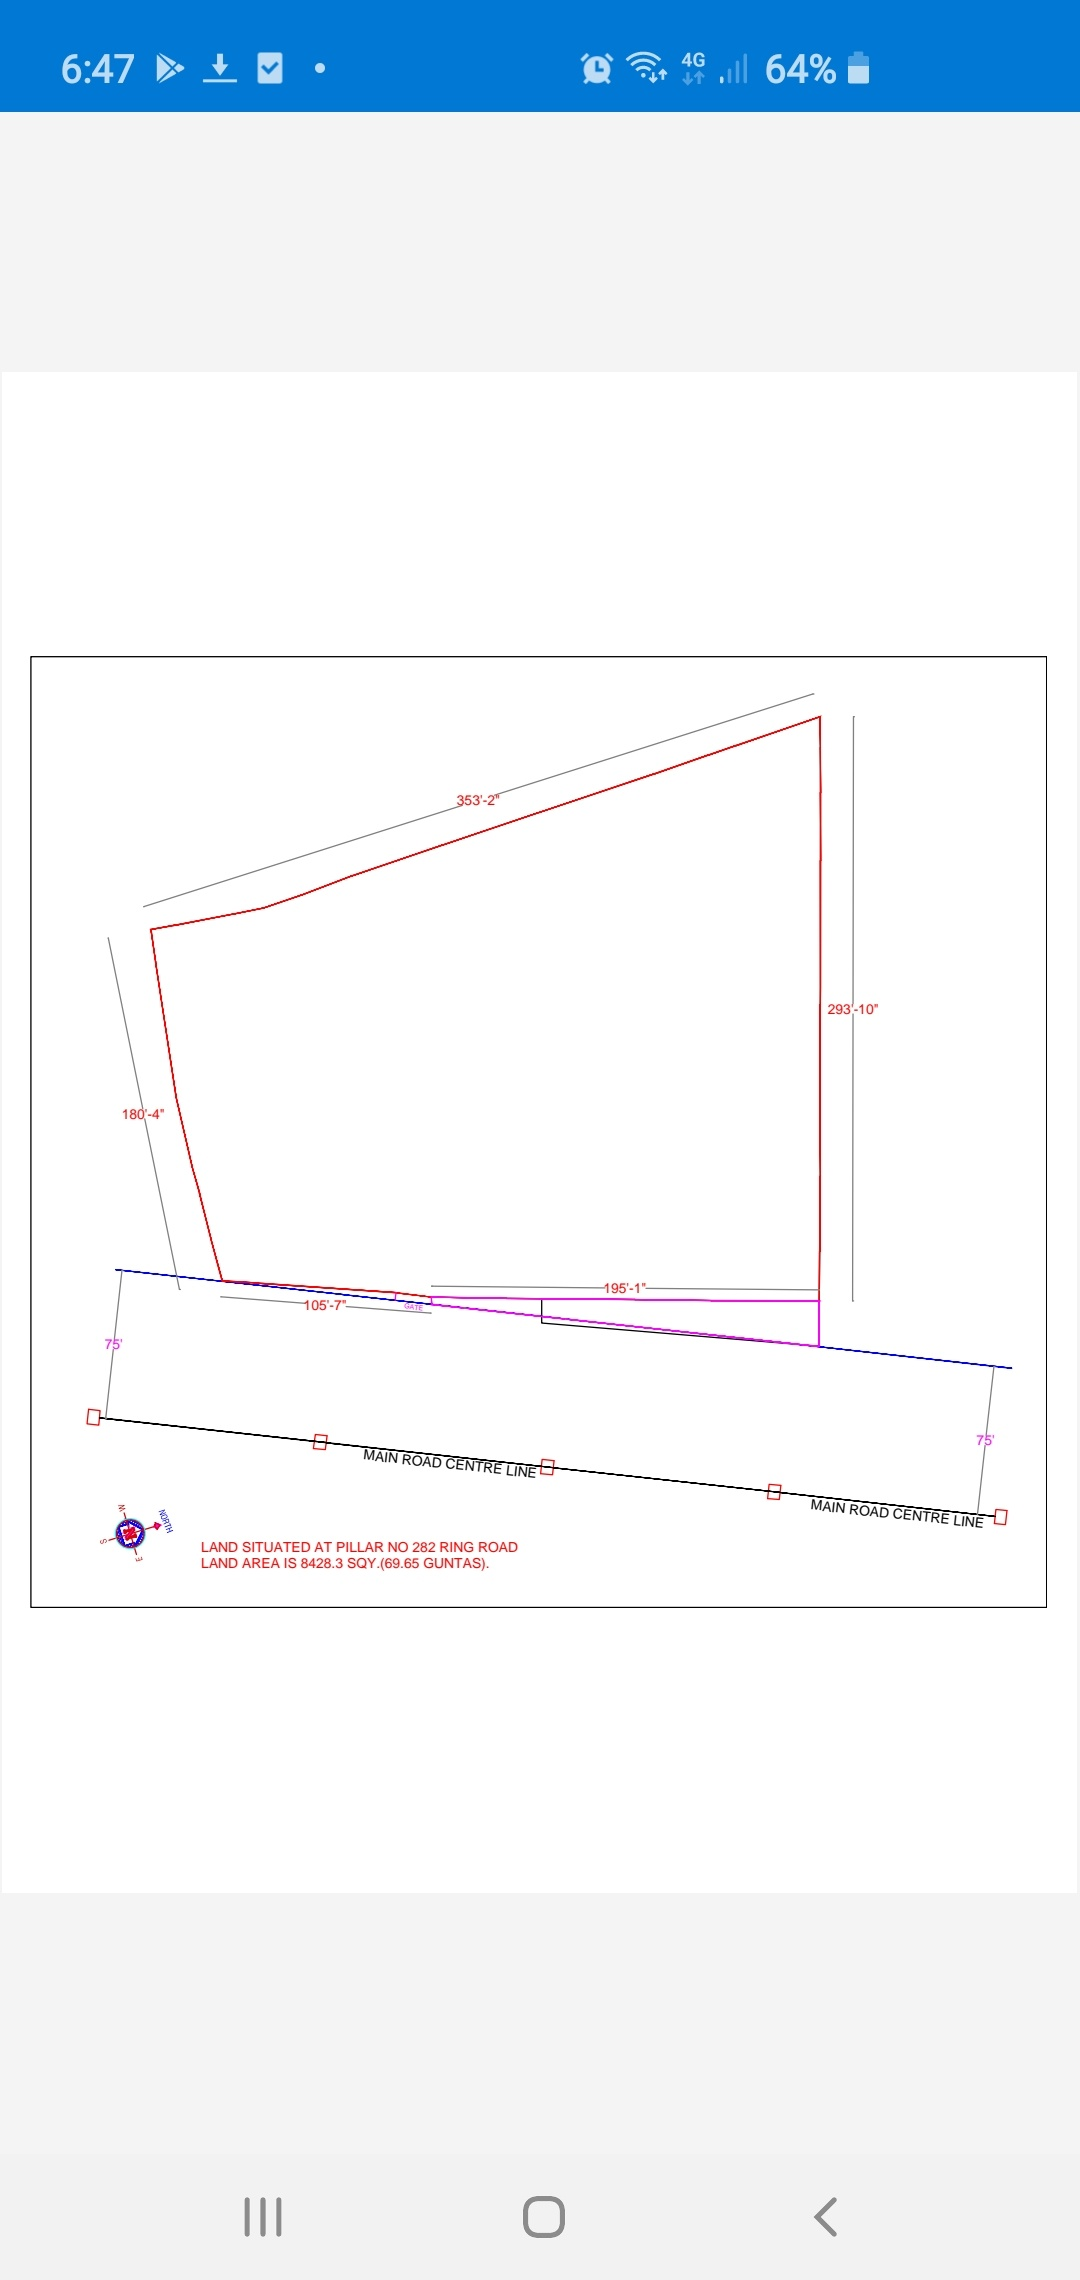 6:47
4G
64%
353'-2"
293'-10"
180'-4"
195'-1"
105'-7"
GATE
75'
75'
MAIN ROAD CENTRE LINE
MAIN ROAD CENTRE LINE
W
NORTH
N
S
E
LAND SITUATED AT PILLAR NO 282 RING ROAD
LAND AREA IS 8428.3 SQY.(69.65 GUNTAS).